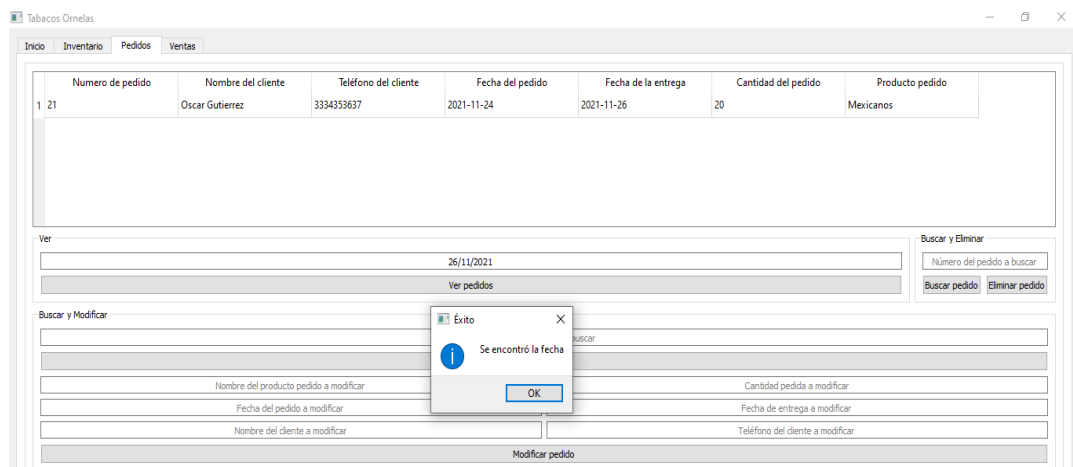 Tabacos Ornelas
Inicio Inventario Pedidos Ventas
Numero de pedido Nombre del cliente Teléfono del cliente Fecha del pedido Fecha de la entrega Cantidad del pedido Producto pedido
1 21 Oscar Gutierrez 3334353637 2021-11-24 2021-11-26 20 Mexicanos
Ver
26/11/2021
Ver pedidos
Buscar y Eliminar
Número del pedido a buscar
Buscar pedido Eliminar pedido
Buscar y Modificar
buscar
Éxito
Se encontró la fecha
OK
Nombre del producto pedido a modificar Cantidad pedida a modificar
Fecha del pedido a modificar Fecha de entrega a modificar
Nombre del cliente a modificar Teléfono del cliente a modificar
Modificar pedido